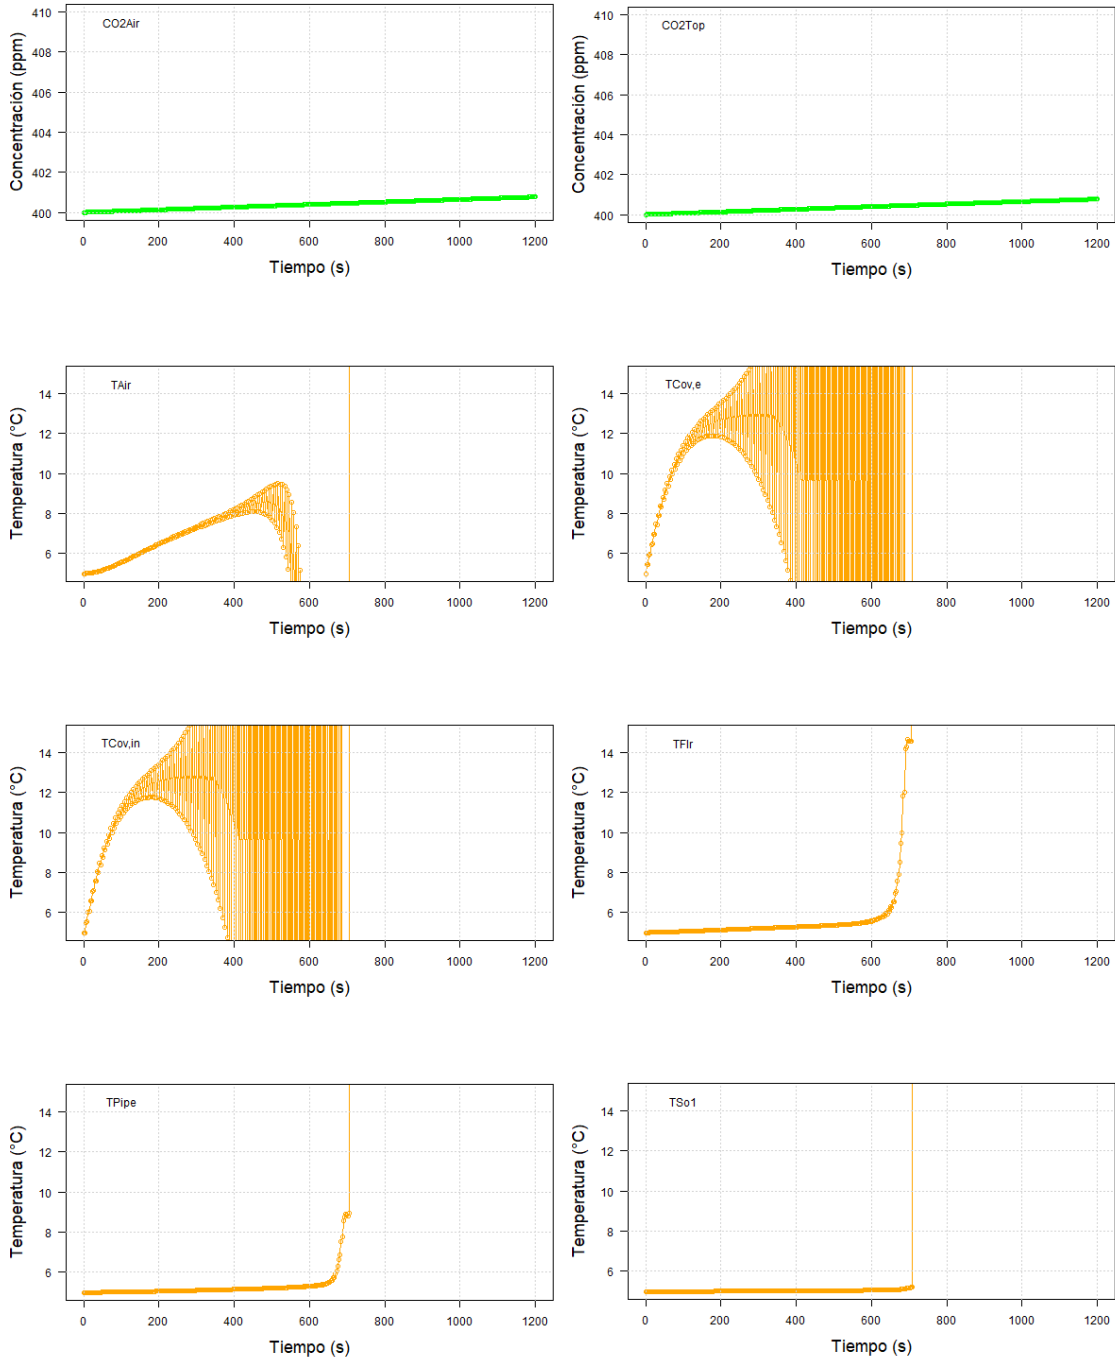 CO2Air
Concentración (ppm)
410
408
406
404
402
400
0 200 400 600 800 1000 1200
Tiempo (s)
CO2Top
Concentración (ppm)
410
408
406
404
402
400
0 200 400 600 800 1000 1200
Tiempo (s)
TAir
Temperatura (°C)
14
12
10
8
6
0 200 400 600 800 1000 1200
Tiempo (s)
TCov,e
Temperatura (°C)
14
12
10
8
6
0 200 400 600 800 1000 1200
Tiempo (s)
TCov,in
Temperatura (°C)
14
12
10
8
6
0 200 400 600 800 1000 1200
Tiempo (s)
TFlr
Temperatura (°C)
14
12
10
8
6
0 200 400 600 800 1000 1200
Tiempo (s)
TPipe
Temperatura (°C)
14
12
10
8
6
0 200 400 600 800 1000 1200
Tiempo (s)
TSo1
Temperatura (°C)
14
12
10
8
6
0 200 400 600 800 1000 1200
Tiempo (s)